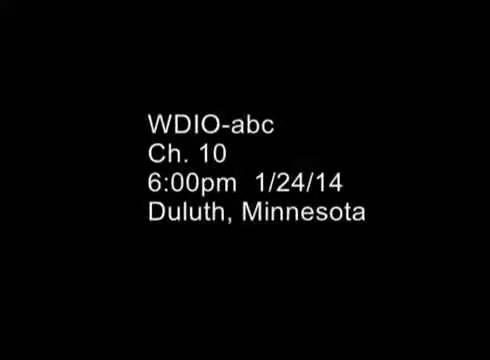 WDIO-abc
Ch. 10
6:00pm 1/24/14
Duluth, Minnesota